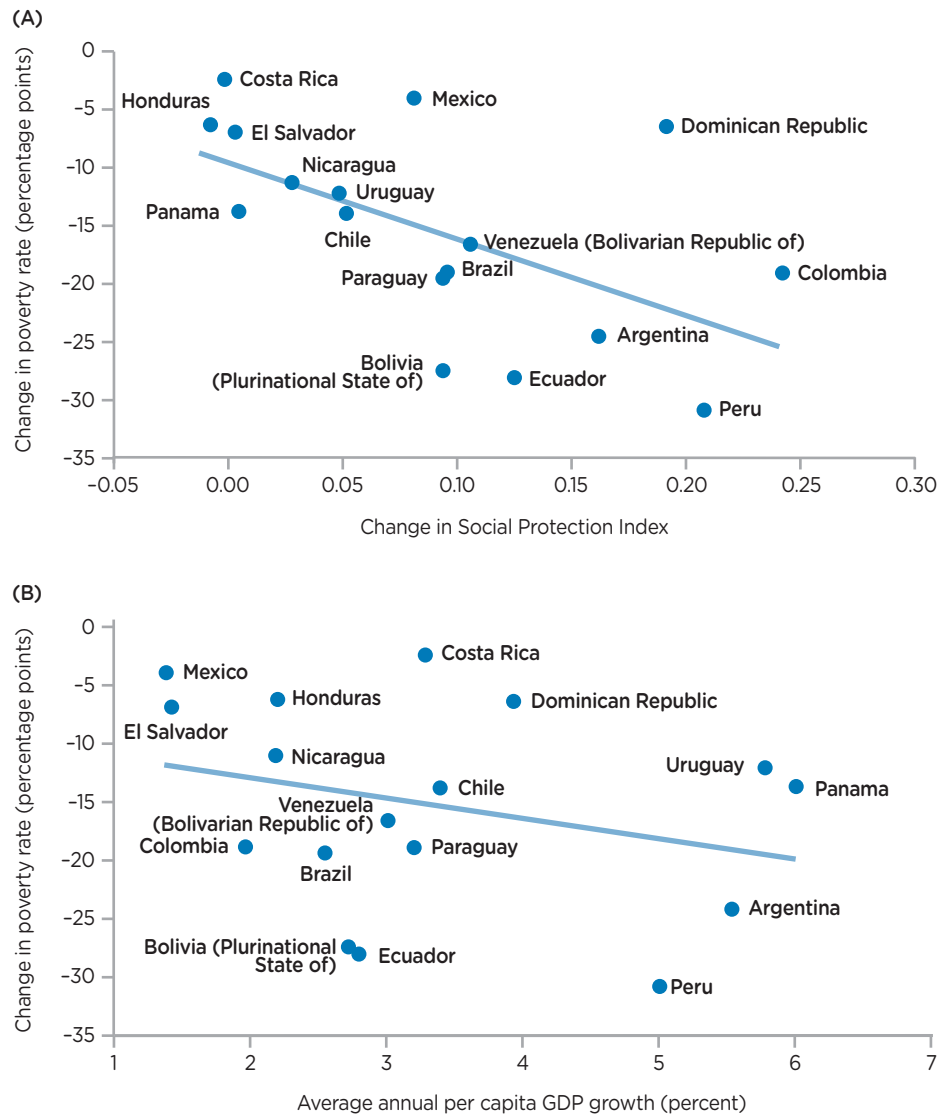 (A)
Change in poverty rate (percentage points)
0
–5
–10
–15
–20
–25
–30
–35
–0.05
0.00
0.05
0.10
0.15
0.20
0.25
0.30
Change in Social Protection Index
Costa Rica
Honduras
El Salvador
Mexico
Dominican Republic
Nicaragua
Uruguay
Panama
Chile
Venezuela (Bolivarian Republic of)
Brazil
Paraguay
Colombia
Argentina
Bolivia
(Plurinational State of)
Ecuador
Peru
(B)
Change in poverty rate (percentage points)
0
–5
–10
–15
–20
–25
–30
–35
1
2
3
4
5
6
7
Average annual per capita GDP growth (percent)
Costa Rica
Mexico
Honduras
Dominican Republic
El Salvador
Nicaragua
Uruguay
Chile
Panama
Venezuela
(Bolivarian Republic of)
Colombia
Paraguay
Brazil
Argentina
Bolivia (Plurinational
State of)
Ecuador
Peru